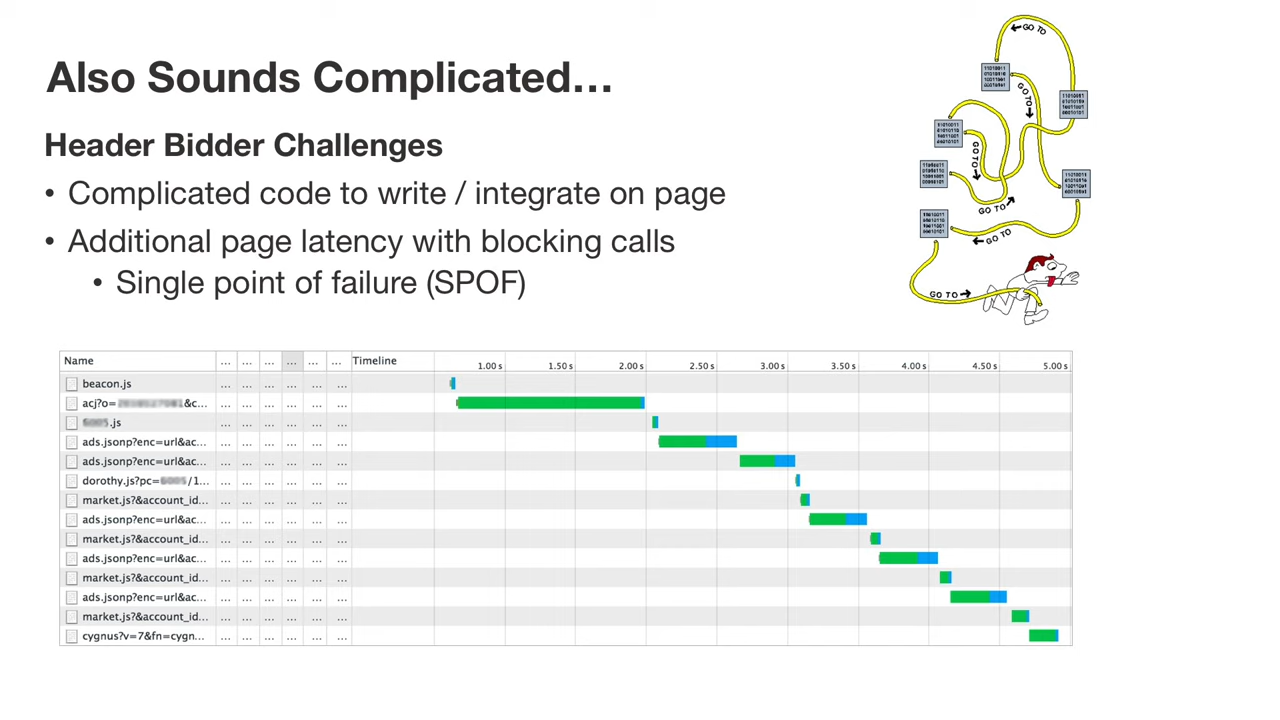 Also Sounds Complicated…
Header Bidder Challenges
• Complicated code to write / integrate on page
• Additional page latency with blocking calls
• Single point of failure (SPOF)
GO TO
GO TO
GO TO
GO TO
GO TO
GO TO
Name ... ... ... ... ... ... Timeline 1.00 s 1.50 s 2.00 s 2.50 s 3.00 s 3.50 s 4.00 s 4.50 s 5.00 s
beacon.js ... ... ... ... ... ...
acj?o= &c... ... ... ... ... ... ...
.js ... ... ... ... ... ...
ads.jsonp?enc=url&ac... ... ... ... ... ... ...
ads.jsonp?enc=url&ac... ... ... ... ... ... ...
dorothy.js?pc= /1... ... ... ... ... ... ...
market.js?&account_id... ... ... ... ... ... ...
ads.jsonp?enc=url&ac... ... ... ... ... ... ...
market.js?&account_id... ... ... ... ... ... ...
ads.jsonp?enc=url&ac... ... ... ... ... ... ...
market.js?&account_id... ... ... ... ... ... ...
ads.jsonp?enc=url&ac... ... ... ... ... ... ...
market.js?&account_id... ... ... ... ... ... ...
cygnus?v=7&fn=cygn... ... ... ... ... ... ...